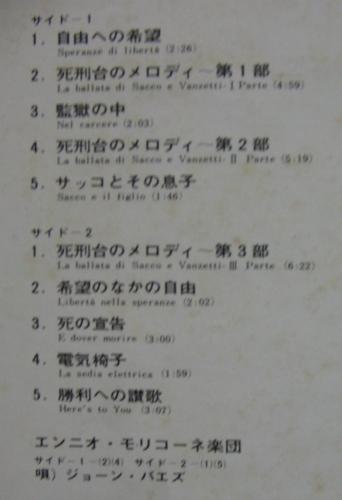 サイド－1
1．自由への希望
Speranze di libertà (2:26)
2．死刑台のメロディ－第1部
La ballata di Sacco e Vanzetti-I Parte (4:59)
3．監獄の中
Nel carcere (2:03)
4．死刑台のメロディ－第2部
La ballata di Sacco e Vanzetti-II Parte (5:19)
5．サッコとその息子
Sacco e il figlio (1:46)
サイド－2
1．死刑台のメロディ－第3部
La ballata di Sacco e Vanzetti-III Parte (6:22)
2．希望のなかの自由
Libertà nella speranze (2:02)
3．死の宣告
E dover morire (3:00)
4．電気椅子
La sedia elettrica (1:59)
5．勝利への讃歌
Here's to You (3:07)
エンニオ・モリコーネ楽団
サイド－1－(2)(4) サイド－2－(1)(5)
唄）ジョーン・バエズ